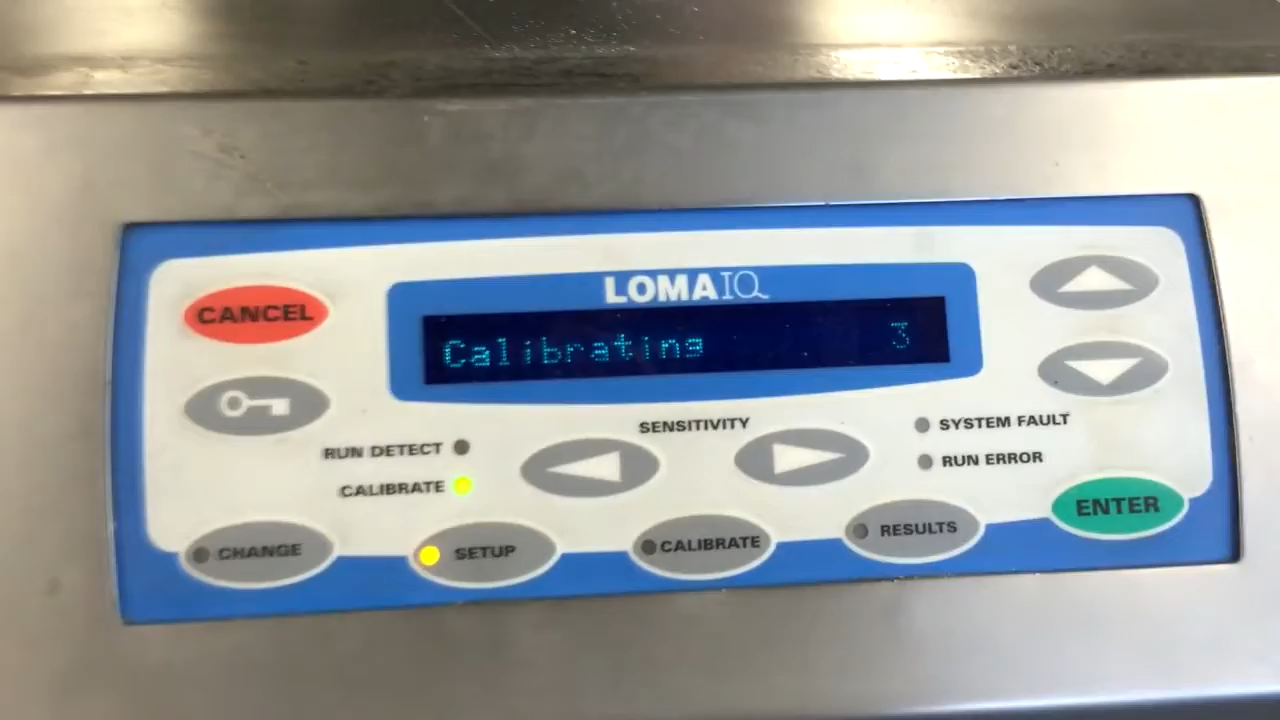 LOMA IQ
CANCEL
Calibrating 3
SENSITIVITY
RUN DETECT
CALIBRATE
SYSTEM FAULT
RUN ERROR
CHANGE
SETUP
CALIBRATE
RESULTS
ENTER